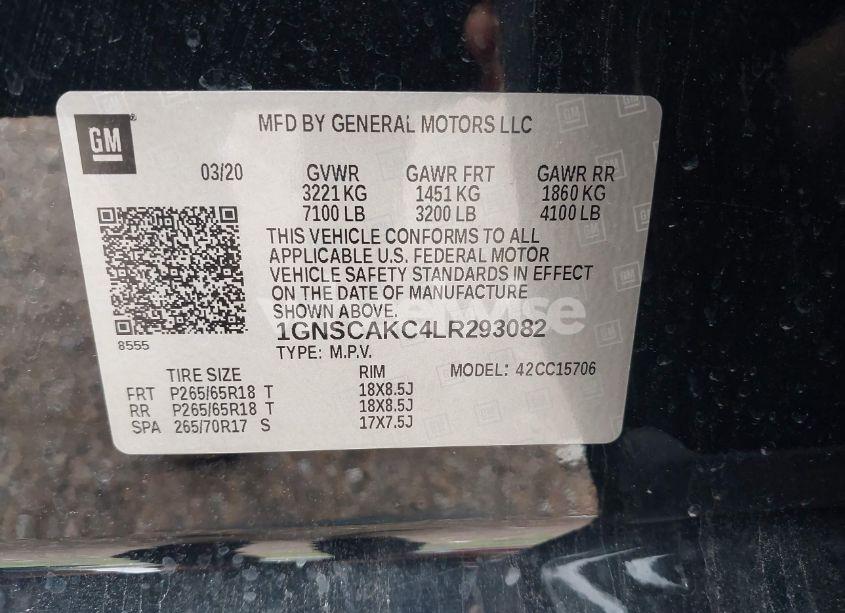 GM
MFD BY GENERAL MOTORS LLC
03/20 GVWR GAWR FRT GAWR RR
3221 KG 1451 KG 1860 KG
7100 LB 3200 LB 4100 LB
THIS VEHICLE CONFORMS TO ALL
APPLICABLE U.S. FEDERAL MOTOR
VEHICLE SAFETY STANDARDS IN EFFECT
ON THE DATE OF MANUFACTURE
SHOWN ABOVE.
1GNSCAKC4LR293082
8555
TYPE: M.P.V.
TIRE SIZE RIM MODEL: 42CC15706
FRT P265/65R18 T 18X8.5J
RR P265/65R18 T 18X8.5J
SPA 265/70R17 S 17X7.5J